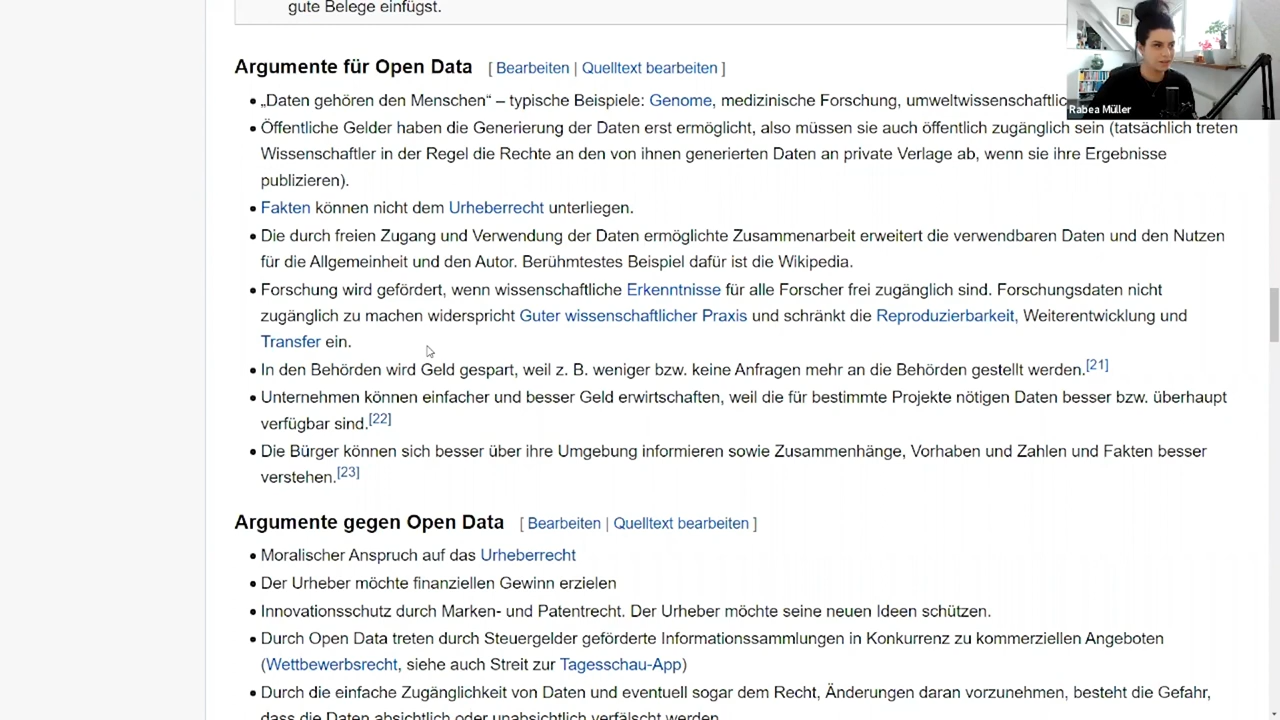 gute Belege einfügst.
Argumente für Open Data [ Bearbeiten | Quelltext bearbeiten ]
• „Daten gehören den Menschen“ – typische Beispiele: Genome, medizinische Forschung, umweltwissenschaftlic
Rabea Müller
• Öffentliche Gelder haben die Generierung der Daten erst ermöglicht, also müssen sie auch öffentlich zugänglich sein (tatsächlich treten
Wissenschaftler in der Regel die Rechte an den von ihnen generierten Daten an private Verlage ab, wenn sie ihre Ergebnisse
publizieren).
• Fakten können nicht dem Urheberrecht unterliegen.
• Die durch freien Zugang und Verwendung der Daten ermöglichte Zusammenarbeit erweitert die verwendbaren Daten und den Nutzen
für die Allgemeinheit und den Autor. Berühmtestes Beispiel dafür ist die Wikipedia.
• Forschung wird gefördert, wenn wissenschaftliche Erkenntnisse für alle Forscher frei zugänglich sind. Forschungsdaten nicht
zugänglich zu machen widerspricht Guter wissenschaftlicher Praxis und schränkt die Reproduzierbarkeit, Weiterentwicklung und
Transfer ein.
• In den Behörden wird Geld gespart, weil z. B. weniger bzw. keine Anfragen mehr an die Behörden gestellt werden.[21]
• Unternehmen können einfacher und besser Geld erwirtschaften, weil die für bestimmte Projekte nötigen Daten besser bzw. überhaupt
verfügbar sind.[22]
• Die Bürger können sich besser über ihre Umgebung informieren sowie Zusammenhänge, Vorhaben und Zahlen und Fakten besser
verstehen.[23]
Argumente gegen Open Data [ Bearbeiten | Quelltext bearbeiten ]
• Moralischer Anspruch auf das Urheberrecht
• Der Urheber möchte finanziellen Gewinn erzielen
• Innovationsschutz durch Marken- und Patentrecht. Der Urheber möchte seine neuen Ideen schützen.
• Durch Open Data treten durch Steuergelder geförderte Informationssammlungen in Konkurrenz zu kommerziellen Angeboten
(Wettbewerbsrecht, siehe auch Streit zur Tagesschau-App)
• Durch die einfache Zugänglichkeit von Daten und eventuell sogar dem Recht, Änderungen daran vorzunehmen, besteht die Gefahr,
dass die Daten absichtlich oder unabsichtlich verfälscht werden